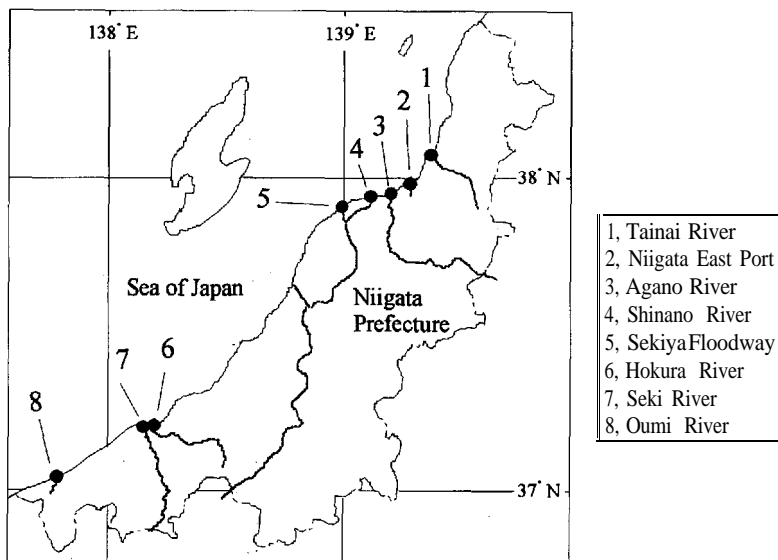 138° E
139° E
1
2
3
4
5
38° N
Sea of Japan
Niigata
Prefecture
7 6
8
37° N
1, Tainai River
2, Niigata East Port
3, Agano River
4, Shinano River
5, Sekiya Floodway
6, Hokura River
7, Seki River
8, Oumi River